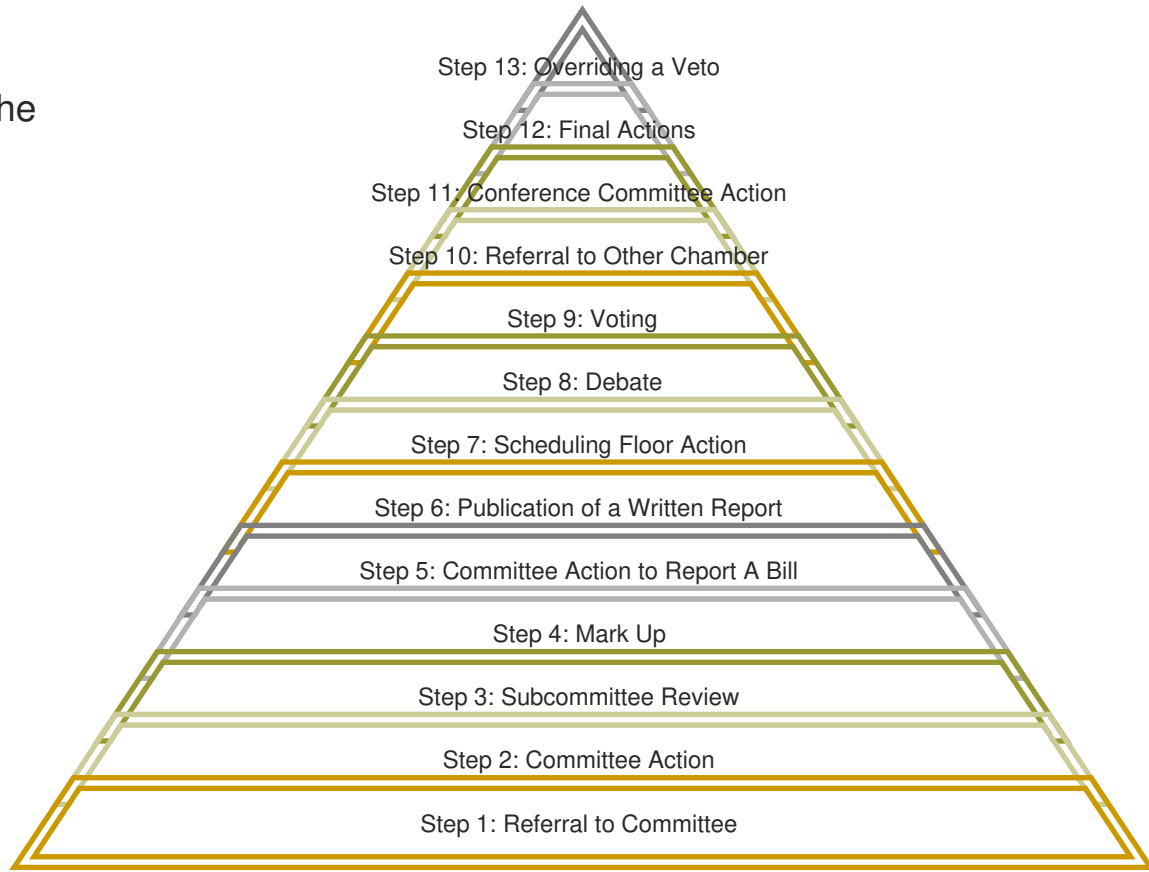 Step 13: Overriding a Veto
he
Step 12: Final Actions
Step 11: Conference Committee Action
Step 10: Referral to Other Chamber
Step 9: Voting
Step 8: Debate
Step 7: Scheduling Floor Action
Step 6: Publication of a Written Report
Step 5: Committee Action to Report A Bill
Step 4: Mark Up
Step 3: Subcommittee Review
Step 2: Committee Action
Step 1: Referral to Committee